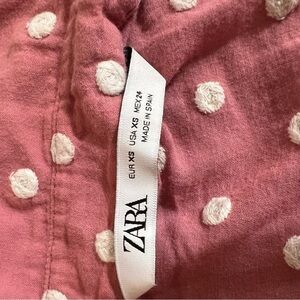 ZARA
EUR XS USA XS MEX 24
MADE IN SPAIN